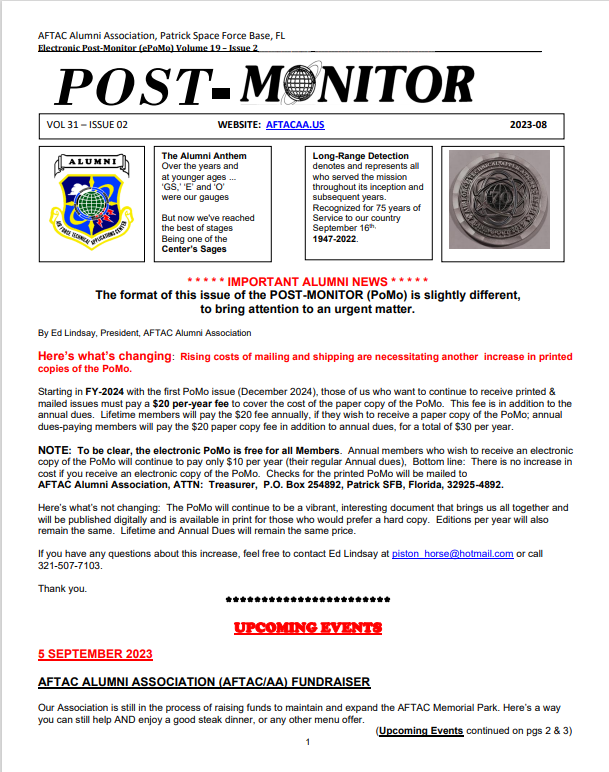 AFTAC Alumni Association, Patrick Space Force Base, FL
Electronic Post-Monitor (ePoMo) Volume 19 – Issue 2
POST-MONITOR
VOL 31 – ISSUE 02 WEBSITE: AFTACAA.US 2023-08
ALUMNI
AIR FORCE TECHNICAL APPLICATIONS CENTER
The Alumni Anthem
Over the years and
at younger ages ...
'GS,' 'E' and 'O'
were our gauges
But now we've reached
the best of stages
Being one of the
Center's Sages
Long-Range Detection
denotes and represents all
who served the mission
throughout its inception and
subsequent years.
Recognized for 75 years of
Service to our country
September 16th,
1947-2022.
* * * * * IMPORTANT ALUMNI NEWS * * * * *
The format of this issue of the POST-MONITOR (PoMo) is slightly different,
to bring attention to an urgent matter.
By Ed Lindsay, President, AFTAC Alumni Association
Here's what's changing: Rising costs of mailing and shipping are necessitating another increase in printed
copies of the PoMo.
Starting in FY-2024 with the first PoMo issue (December 2024), those of us who want to continue to receive printed &
mailed issues must pay a $20 per-year fee to cover the cost of the paper copy of the PoMo. This fee is in addition to the
annual dues. Lifetime members will pay the $20 fee annually, if they wish to receive a paper copy of the PoMo; annual
dues-paying members will pay the $20 paper copy fee in addition to annual dues, for a total of $30 per year.
NOTE: To be clear, the electronic PoMo is free for all Members. Annual members who wish to receive an electronic
copy of the PoMo will continue to pay only $10 per year (their regular Annual dues), Bottom line: There is no increase in
cost if you receive an electronic copy of the PoMo. Checks for the printed PoMo will be mailed to
AFTAC Alumni Association, ATTN: Treasurer, P.O. Box 254892, Patrick SFB, Florida, 32925-4892.
Here's what's not changing: The PoMo will continue to be a vibrant, interesting document that brings us all together and
will be published digitally and is available in print for those who would prefer a hard copy. Editions per year will also
remain the same. Lifetime and Annual Dues will remain the same price.
If you have any questions about this increase, feel free to contact Ed Lindsay at piston_horse@hotmail.com or call
321-507-7103.
Thank you.
***********************
UPCOMING EVENTS
5 SEPTEMBER 2023
AFTAC ALUMNI ASSOCIATION (AFTAC/AA) FUNDRAISER
Our Association is still in the process of raising funds to maintain and expand the AFTAC Memorial Park. Here's a way
you can still help AND enjoy a good steak dinner, or any other menu offer.
(Upcoming Events continued on pgs 2 & 3)
1